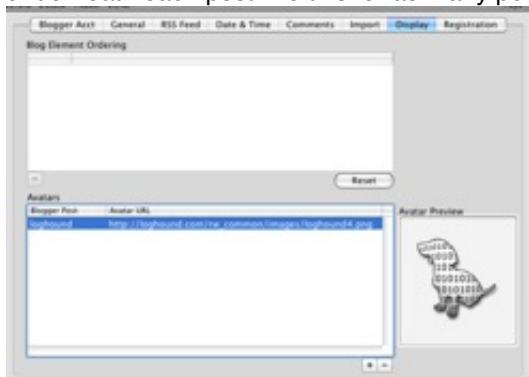 Blogger Acct General RSS Feed Date & Time Comments Import Display Registration
Blog Element Ordering
Reset
Avatars
Blogger Post Avatar URL Avatar Preview
loghound http://loghound.com/rw_common/images/loghound4.png